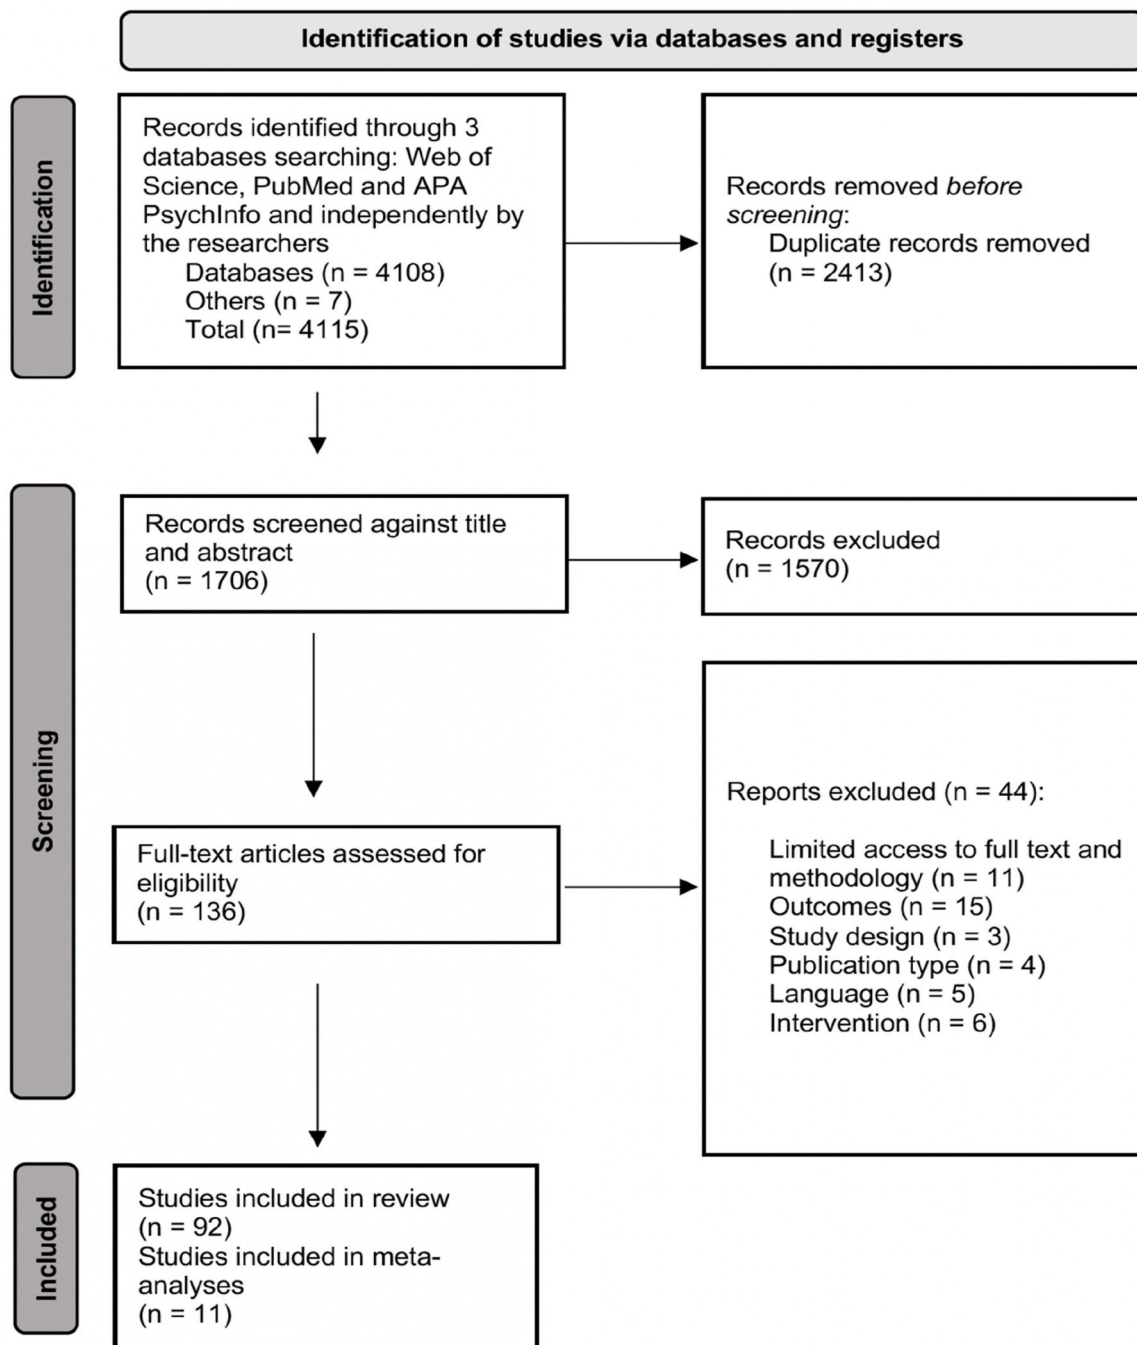 Identification of studies via databases and registers
Identification
Records identified through 3
databases searching: Web of
Science, PubMed and APA
PsychInfo and independently by
the researchers
Databases (n = 4108)
Others (n = 7)
Total (n= 4115)
Records removed before
screening:
Duplicate records removed
(n = 2413)
Screening
Records screened against title
and abstract
(n = 1706)
Records excluded
(n = 1570)
Full-text articles assessed for
eligibility
(n = 136)
Reports excluded (n = 44):
Limited access to full text and
methodology (n = 11)
Outcomes (n = 15)
Study design (n = 3)
Publication type (n = 4)
Language (n = 5)
Intervention (n = 6)
Included
Studies included in review
(n = 92)
Studies included in meta-
analyses
(n = 11)